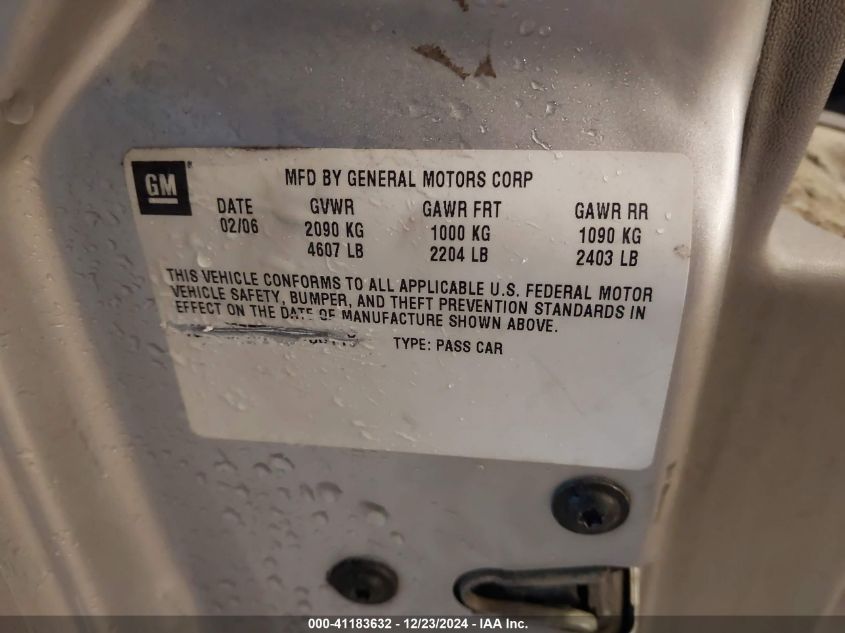 GM
MFD BY GENERAL MOTORS CORP
DATE GVWR GAWR FRT GAWR RR
02/06 2090 KG 1000 KG 1090 KG
4607 LB 2204 LB 2403 LB
THIS VEHICLE CONFORMS TO ALL APPLICABLE U.S. FEDERAL MOTOR
VEHICLE SAFETY, BUMPER, AND THEFT PREVENTION STANDARDS IN
EFFECT ON THE DATE OF MANUFACTURE SHOWN ABOVE.
TYPE: PASS CAR
000-41183632 - 12/23/2024 - IAA Inc.